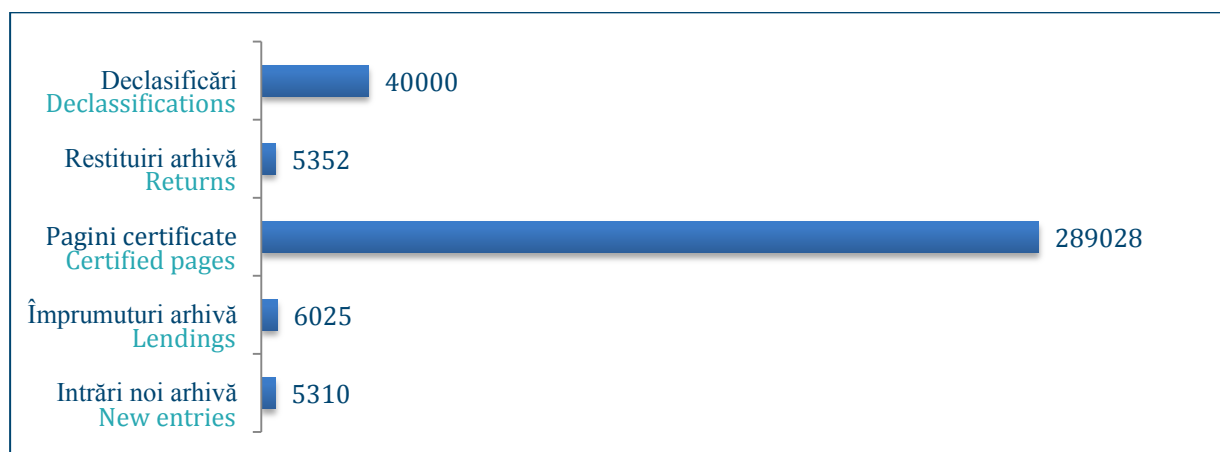 Declasificări
Declassifications
40000
Restituiri arhivă
Returns
5352
Pagini certificate
Certified pages
289028
Împrumuturi arhivă
Lendings
6025
Intrări noi arhivă
New entries
5310